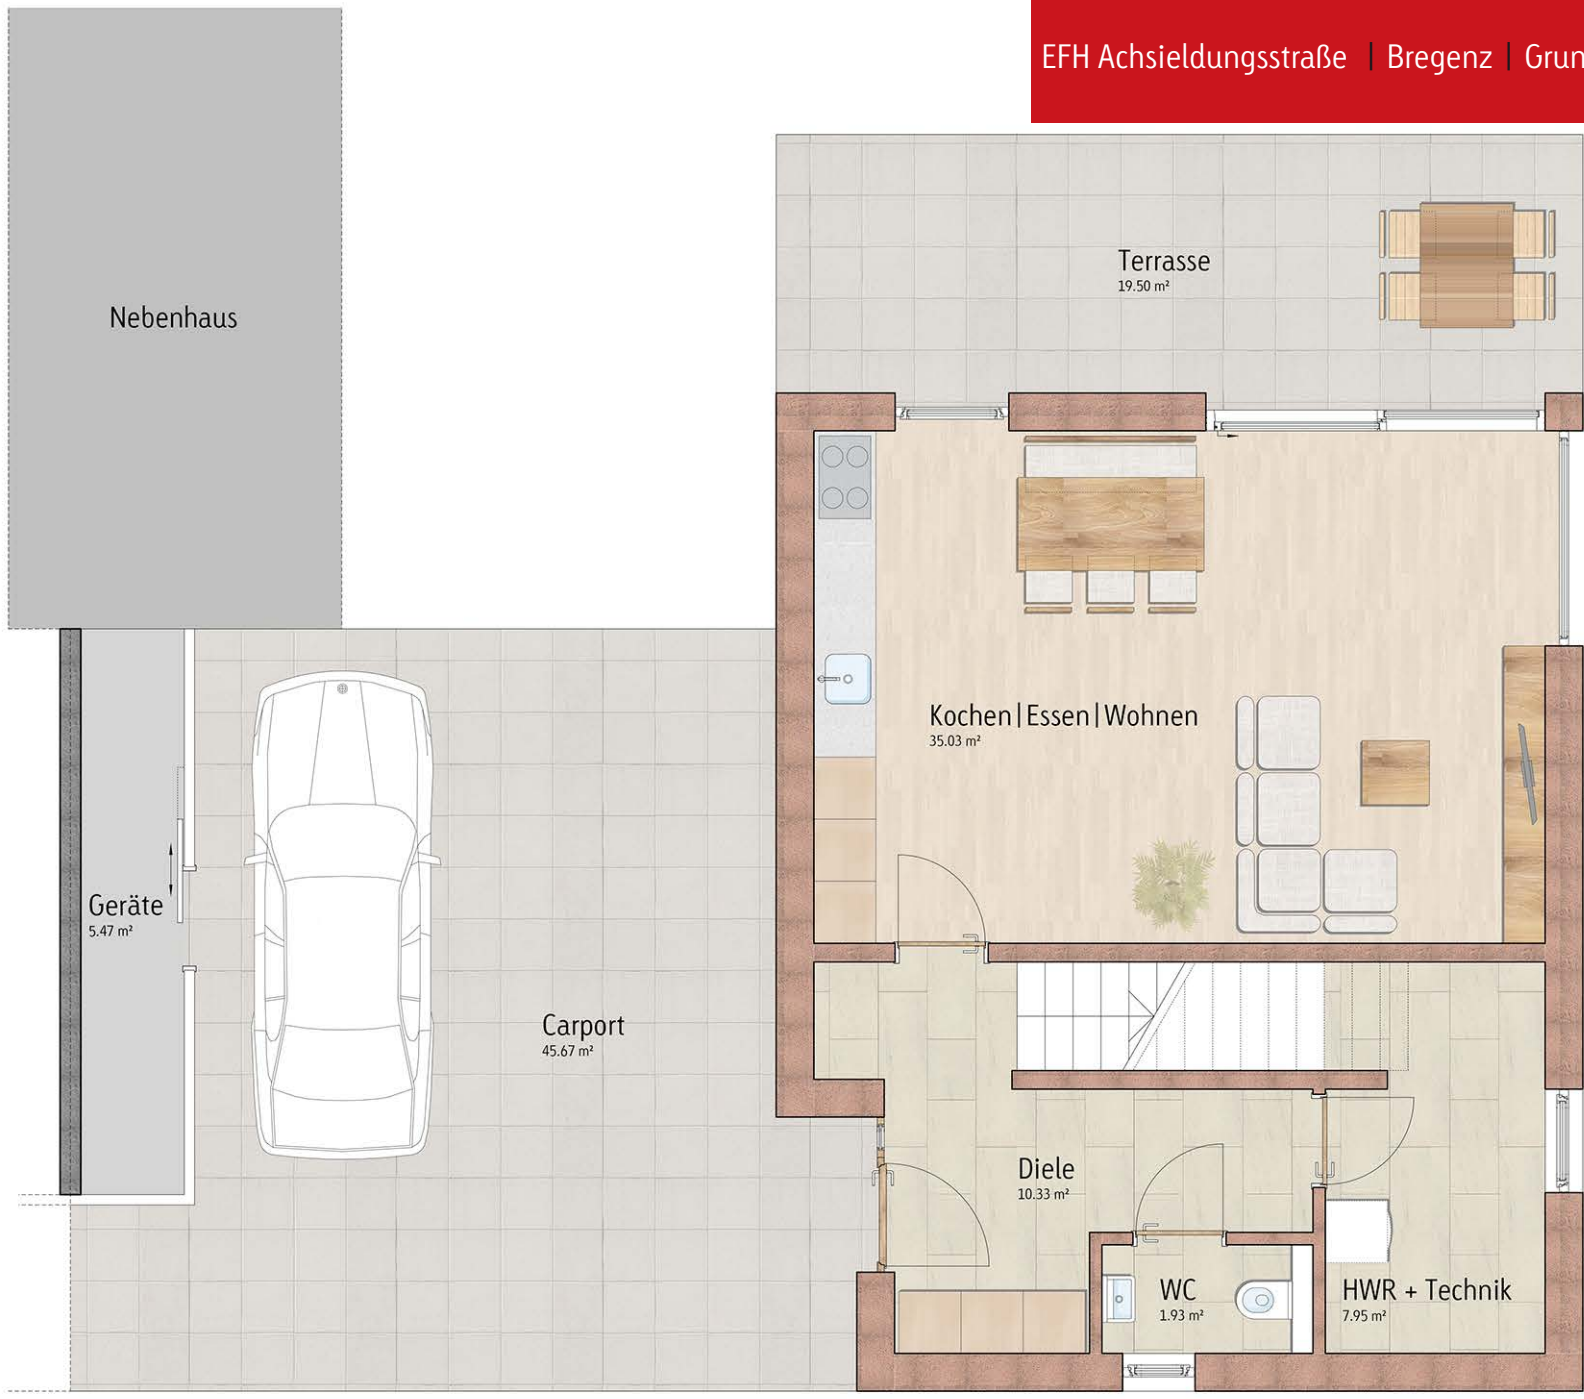 EFH Achsieldungsstraße | Bregenz | Grun
Terrasse
19.50 m²
Nebenhaus
Kochen|Essen|Wohnen
35.03 m²
Geräte
5.47 m²
Carport
45.67 m²
Diele
10.33 m²
WC
1.93 m²
HWR + Technik
7.95 m²